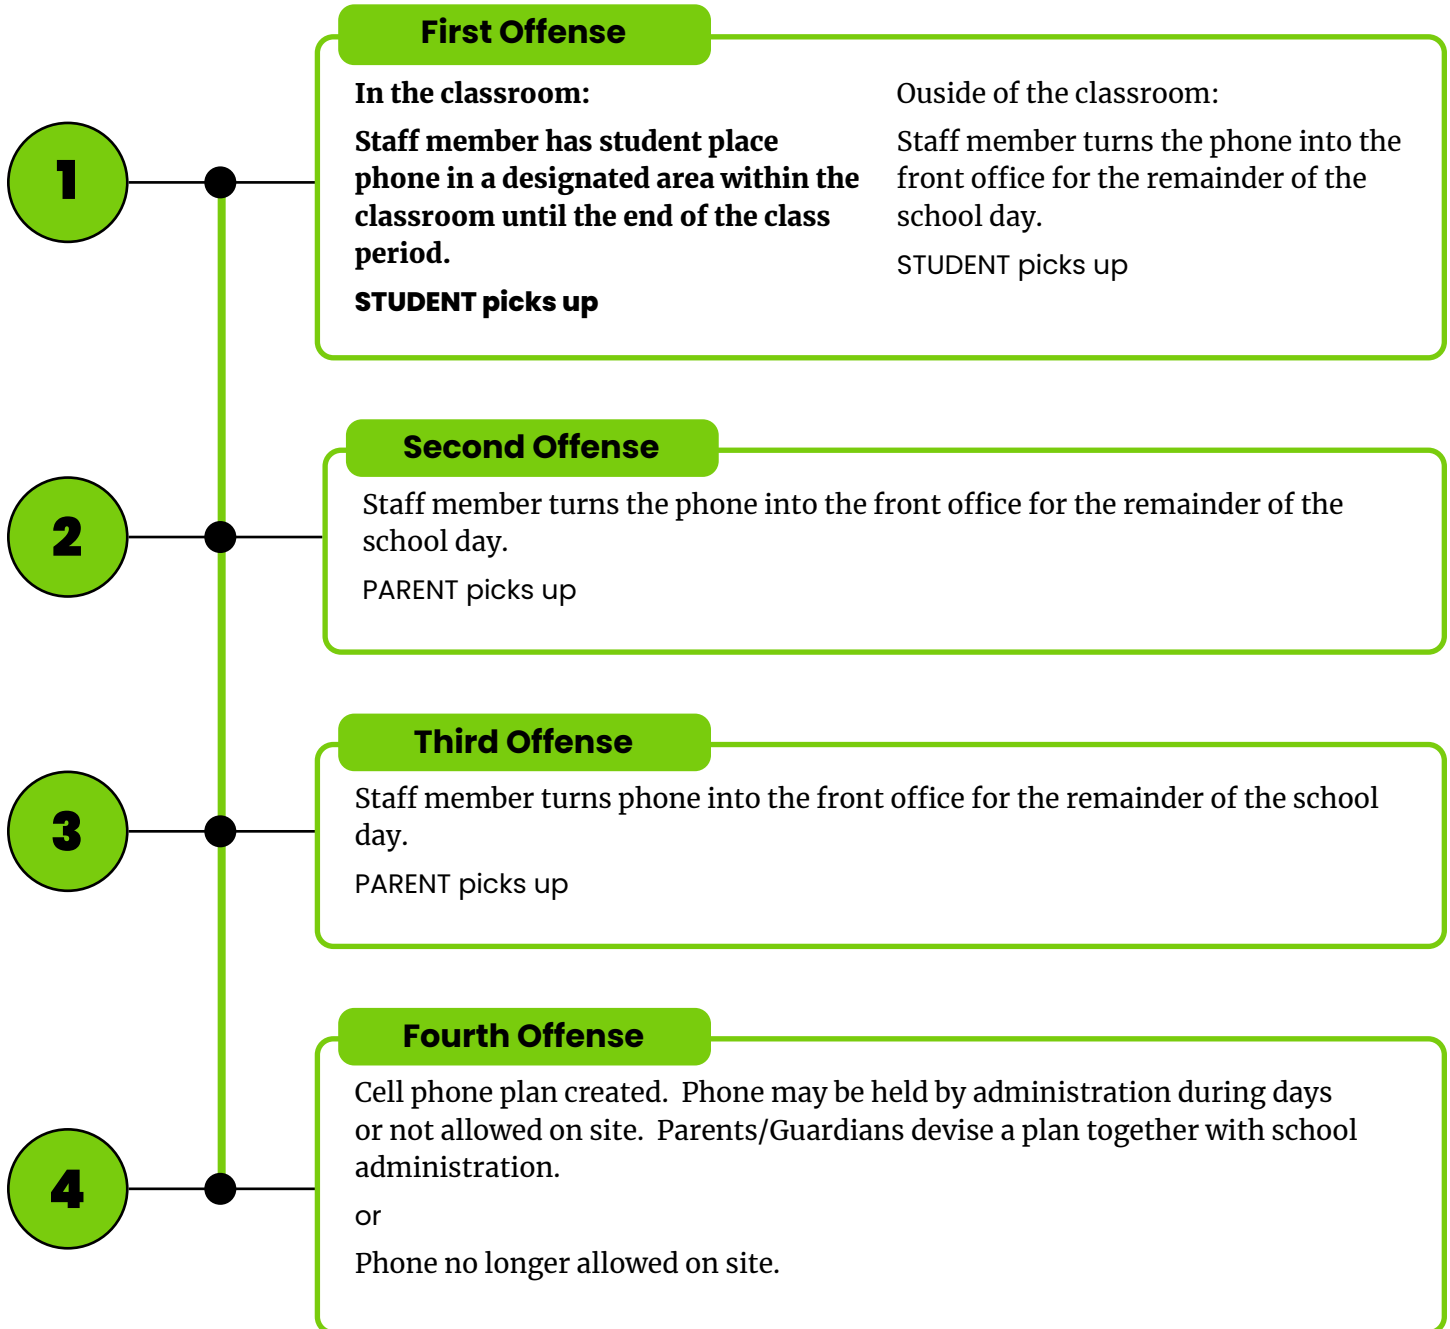 First Offense
1
In the classroom:
Staff member has student place
phone in a designated area within the
classroom until the end of the class
period.
STUDENT picks up
Ouside of the classroom:
Staff member turns the phone into the
front office for the remainder of the
school day.
STUDENT picks up
Second Offense
2
Staff member turns the phone into the front office for the remainder of the
school day.
PARENT picks up
Third Offense
3
Staff member turns phone into the front office for the remainder of the school
day.
PARENT picks up
Fourth Offense
4
Cell phone plan created.  Phone may be held by administration during days
or not allowed on site.  Parents/Guardians devise a plan together with school
administration.
or
Phone no longer allowed on site.